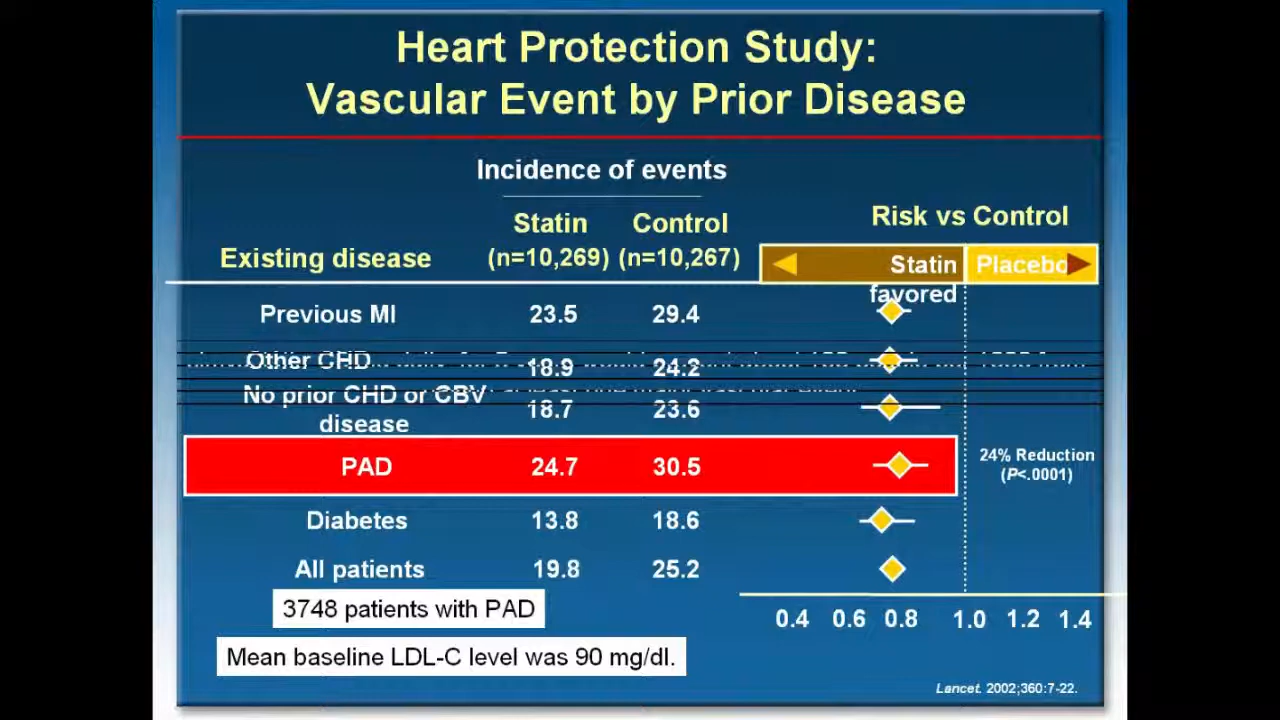 Heart Protection Study:
Vascular Event by Prior Disease
Incidence of events
Risk vs Control
Statin Control
Existing disease (n=10,269) (n=10,267)
Statin favored Placebo
Previous MI 23.5 29.4
Other CHD 18.9 24.2
No prior CHD or CBV disease 18.7 23.6
PAD 24.7 30.5
24% Reduction
(P<.0001)
Diabetes 13.8 18.6
All patients 19.8 25.2
3748 patients with PAD
0.4 0.6 0.8 1.0 1.2 1.4
Mean baseline LDL-C level was 90 mg/dl.
Lancet. 2002;360:7-22.